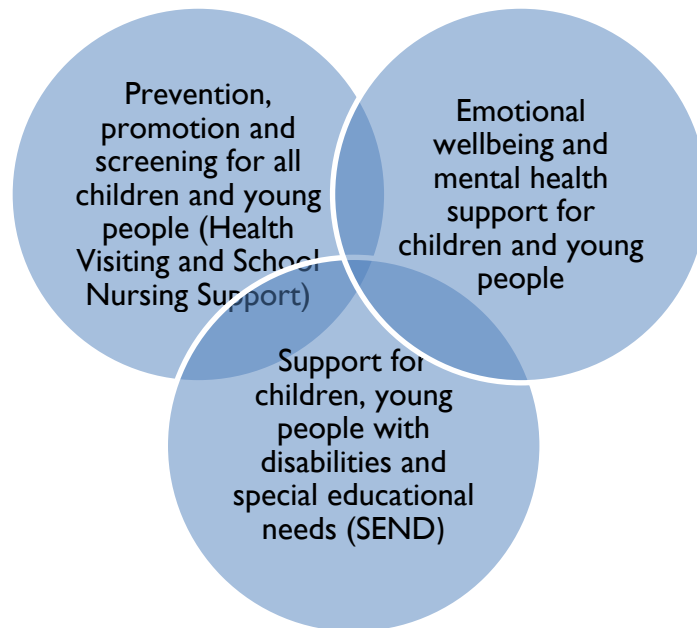 Prevention,
promotion and
screening for all
children and young
people (Health
Visiting and School
Nursing Support)
Emotional
wellbeing and
mental health
support for
children and young
people
Support for
children, young
people with
disabilities and
special educational
needs (SEND)